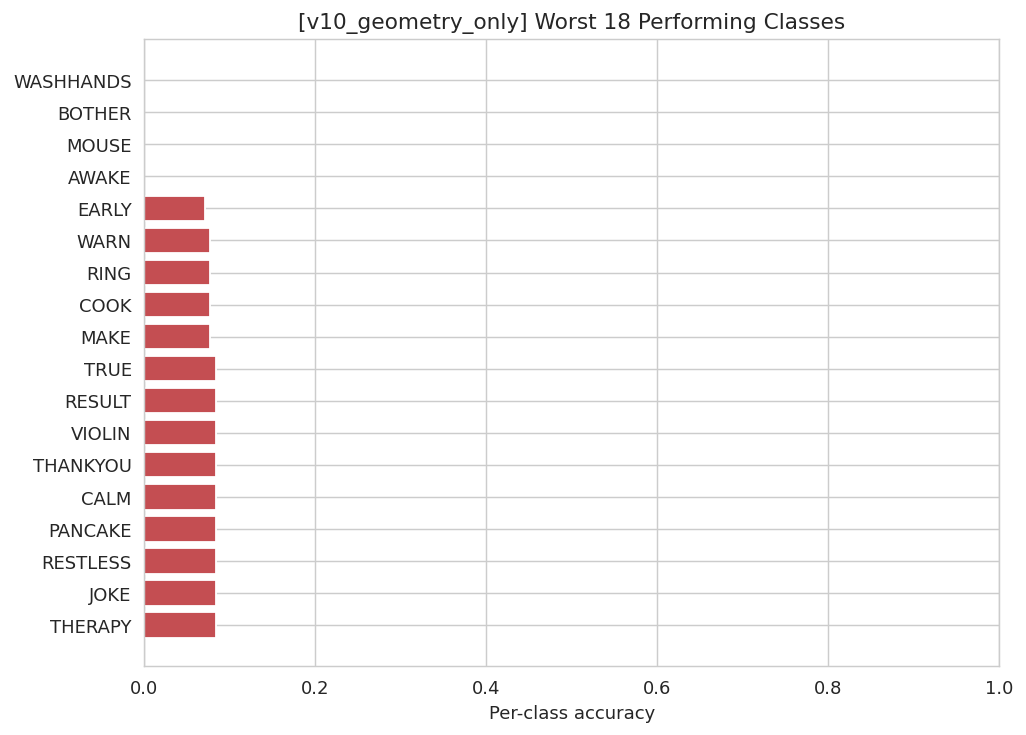 [v10_geometry_only] Worst 18 Performing Classes
WASHHANDS
BOTHER
MOUSE
AWAKE
EARLY
WARN
RING
COOK
MAKE
TRUE
RESULT
VIOLIN
THANKYOU
CALM
PANCAKE
RESTLESS
JOKE
THERAPY
0.0 0.2 0.4 0.6 0.8 1.0
Per-class accuracy